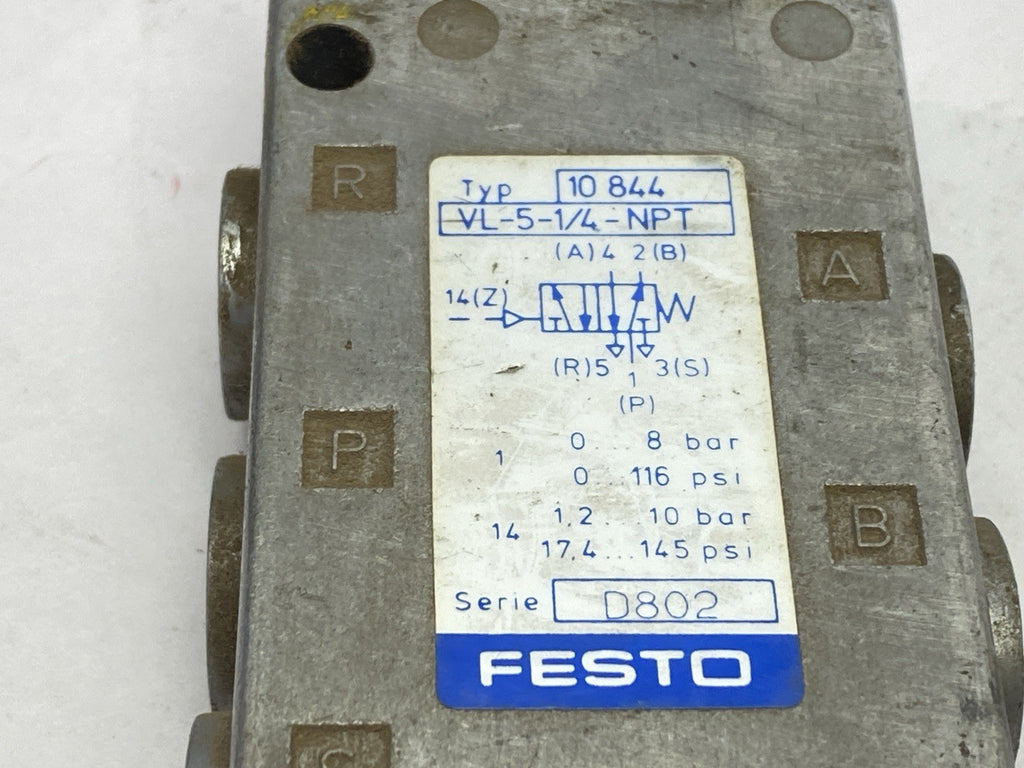 R
Typ 10 844
VL-5-1/4-NPT
(A) 4 2 (B)
A
14(Z)
(R) 5 3(S)
1
(P)
P
1 0...8 bar
0...116 psi
B
14 1,2...10 bar
17,4...145 psi
Serie D802
FESTO